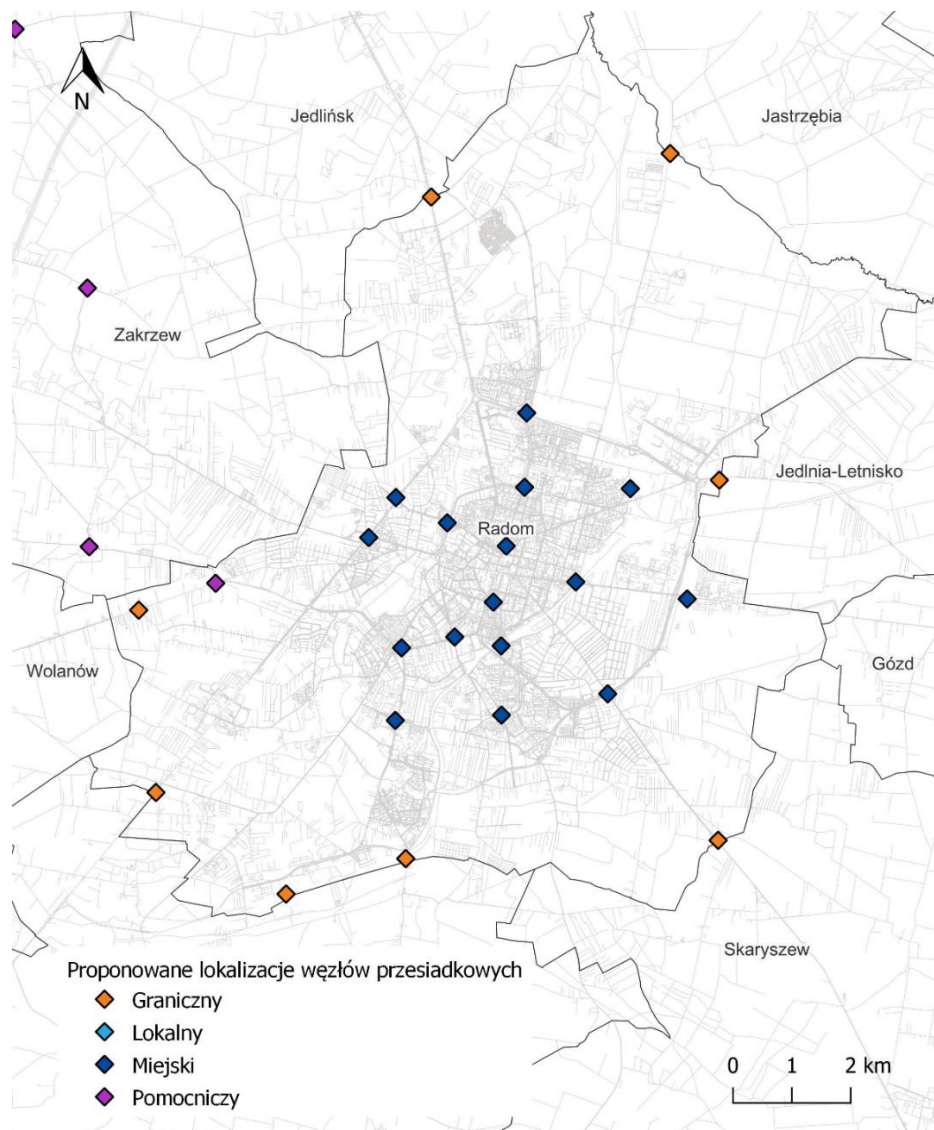 N
Jedlińsk
Jastrzębia
Zakrzew
Jedlnia-Letnisko
Radom
Wolanów
Gózd
Skaryszew
Proponowane lokalizacje węzłów przesiadkowych
Graniczny
Lokalny
Miejski
Pomocniczy
0 1 2 km